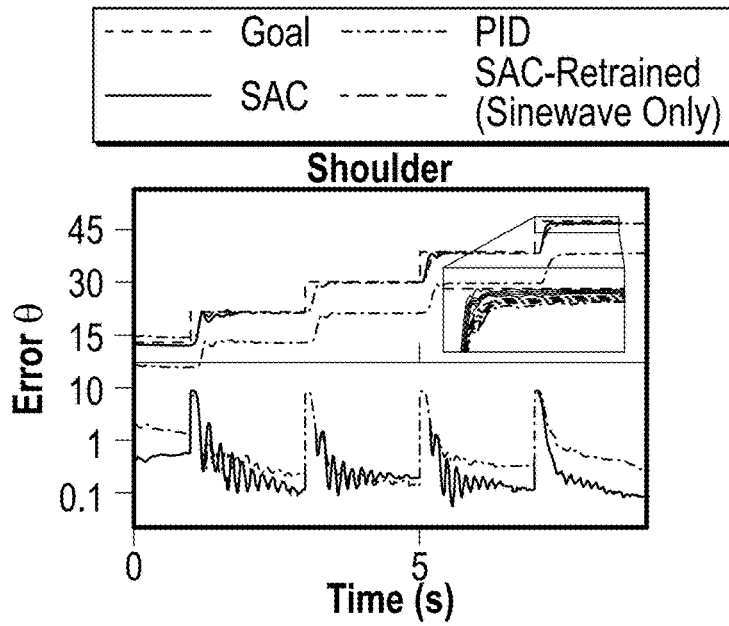 Goal
PID
SAC
SAC-Retrained
(Sinewave Only)
Shoulder
45
30
15
10
1
0.1
Error θ
0
5
Time (s)